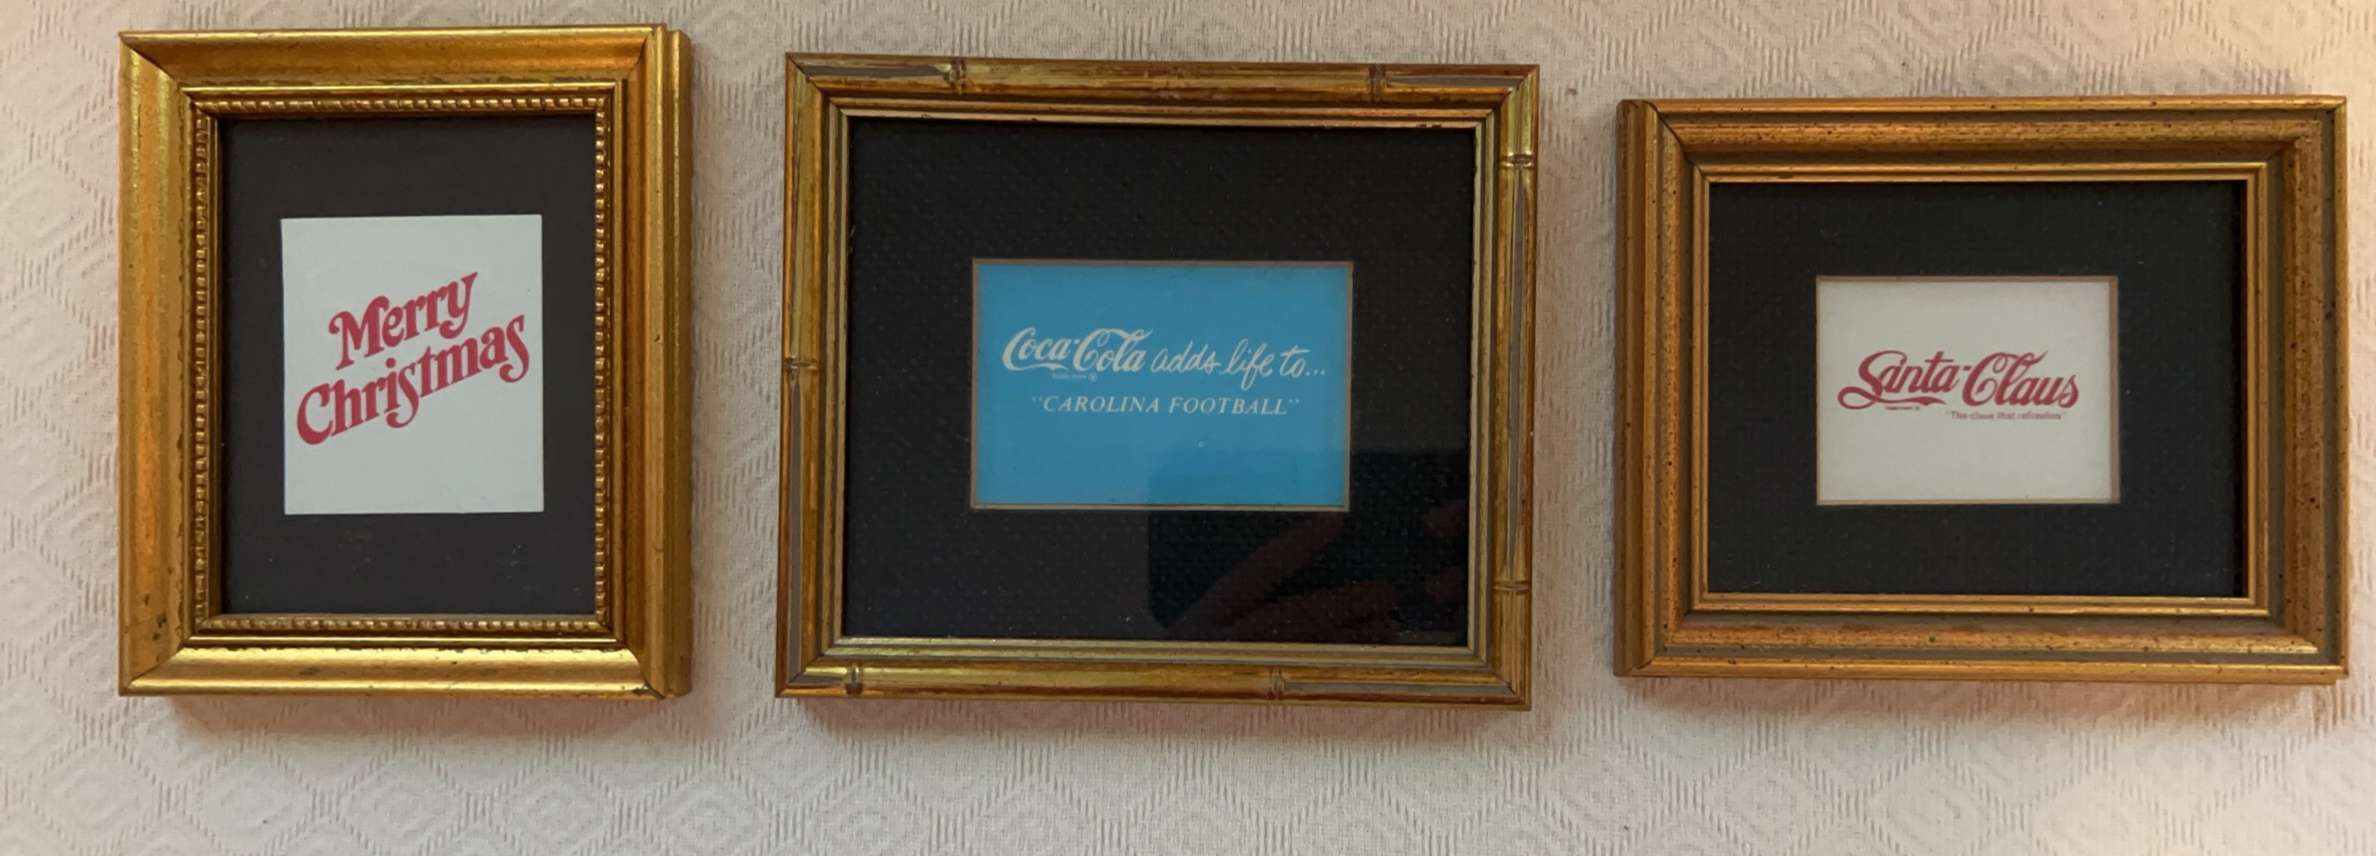 Merry
Christmas
Coca-Cola adds life to...
"CAROLINA FOOTBALL"
Santa-Claus
"The claus that refreshes"